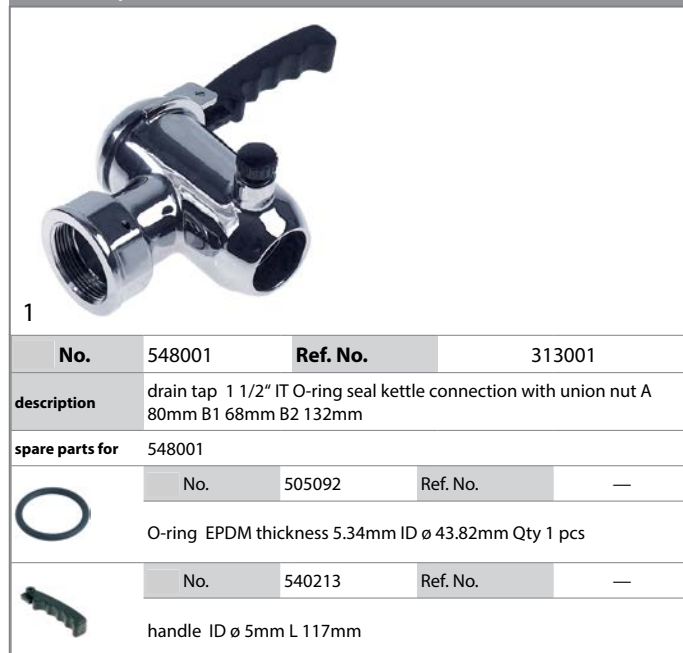 1
No. 548001 Ref. No. 313001
description drain tap 1 1/2“ IT O-ring seal kettle connection with union nut A
80mm B1 68mm B2 132mm
spare parts for 548001
No. 505092 Ref. No. —
O-ring EPDM thickness 5.34mm ID ø 43.82mm Qty 1 pcs
No. 540213 Ref. No. —
handle ID ø 5mm L 117mm